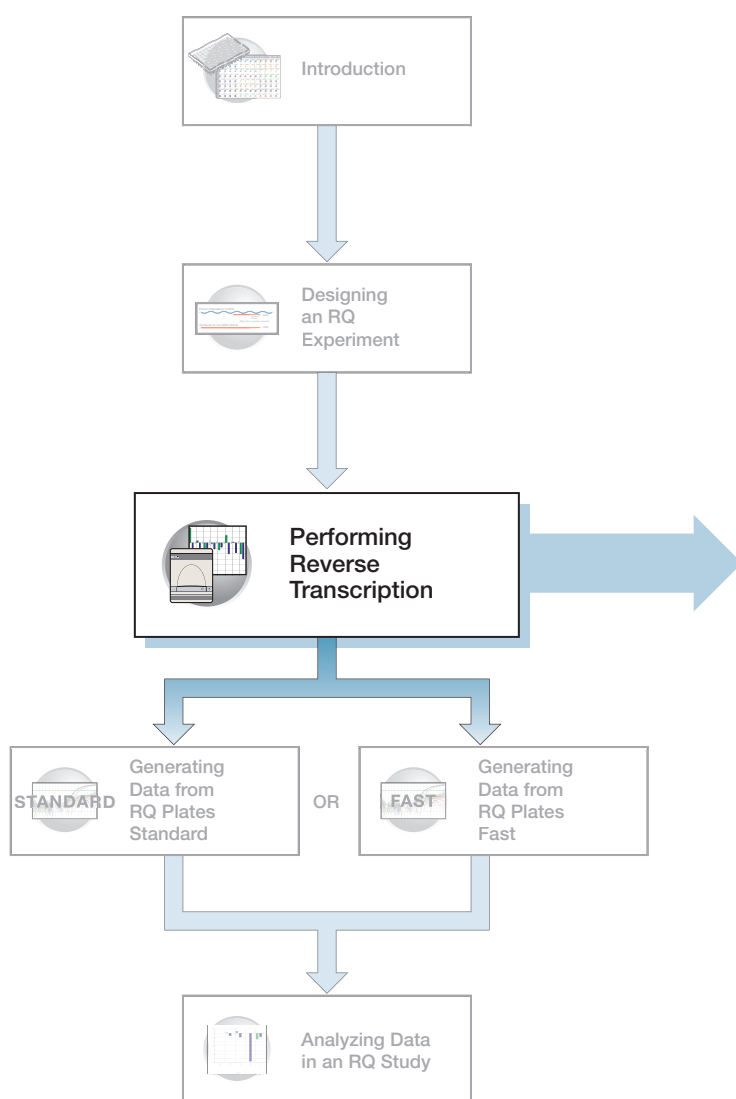 Introduction
Designing
an RQ
Experiment
Performing
Reverse
Transcription
STANDARD
Generating
Data from
RQ Plates
Standard
OR
FAST
Generating
Data from
RQ Plates
Fast
Analyzing Data
in an RQ Study